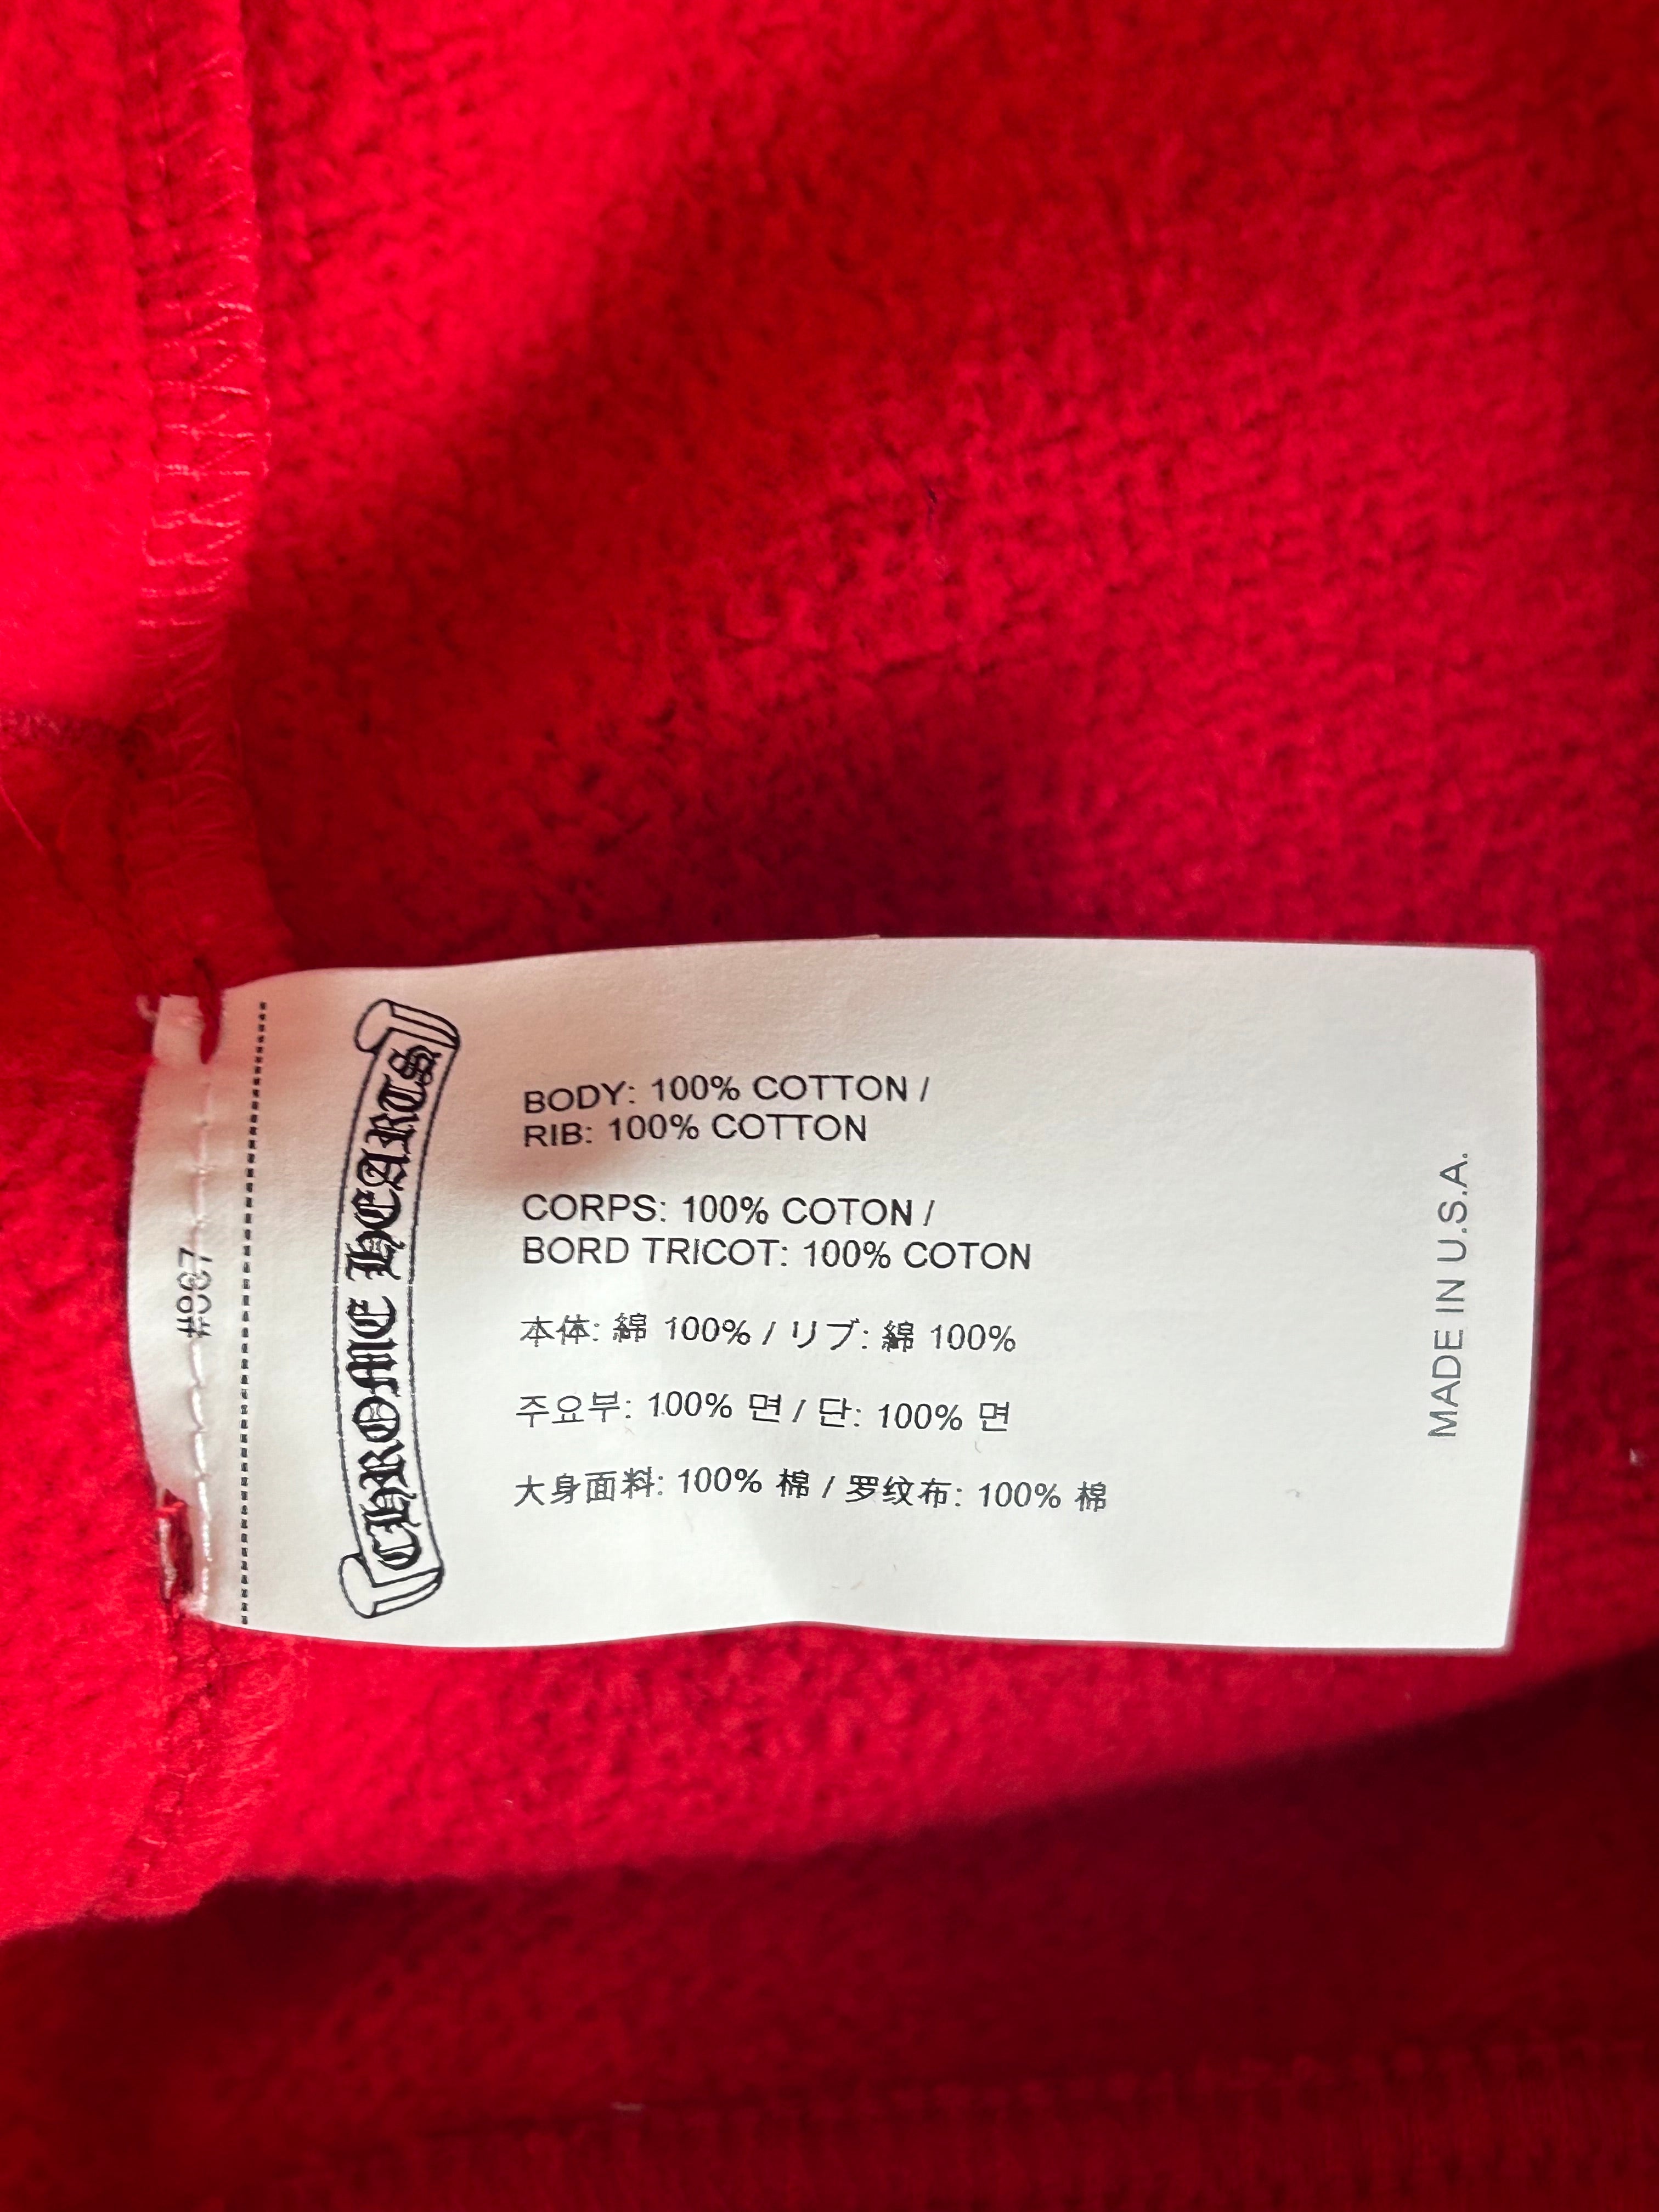 CHROME HEARTS
BODY: 100% COTTON /
RIB: 100% COTTON
CORPS: 100% COTON /
BORD TRICOT: 100% COTON
本体: 綿 100% / リブ: 綿 100%
주요부: 100% 면 / 단: 100% 면
大身面料: 100% 棉 / 罗纹布: 100% 棉
MADE IN U.S.A.